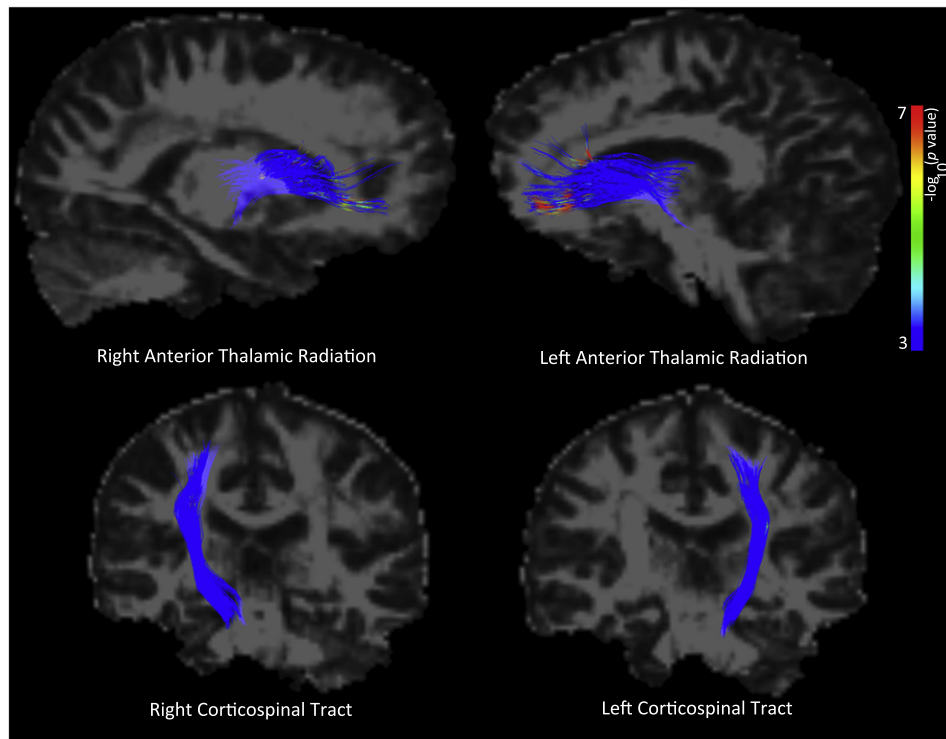 7
-log10(p value)
3
Right Anterior Thalamic Radiation
Left Anterior Thalamic Radiation
Right Corticospinal Tract
Left Corticospinal Tract